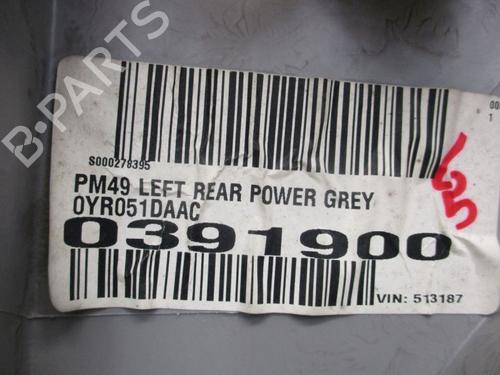 B-PARTS
S000278395
PM49 LEFT REAR POWER GREY
0YR051DAAC
0391900
VIN: 513187